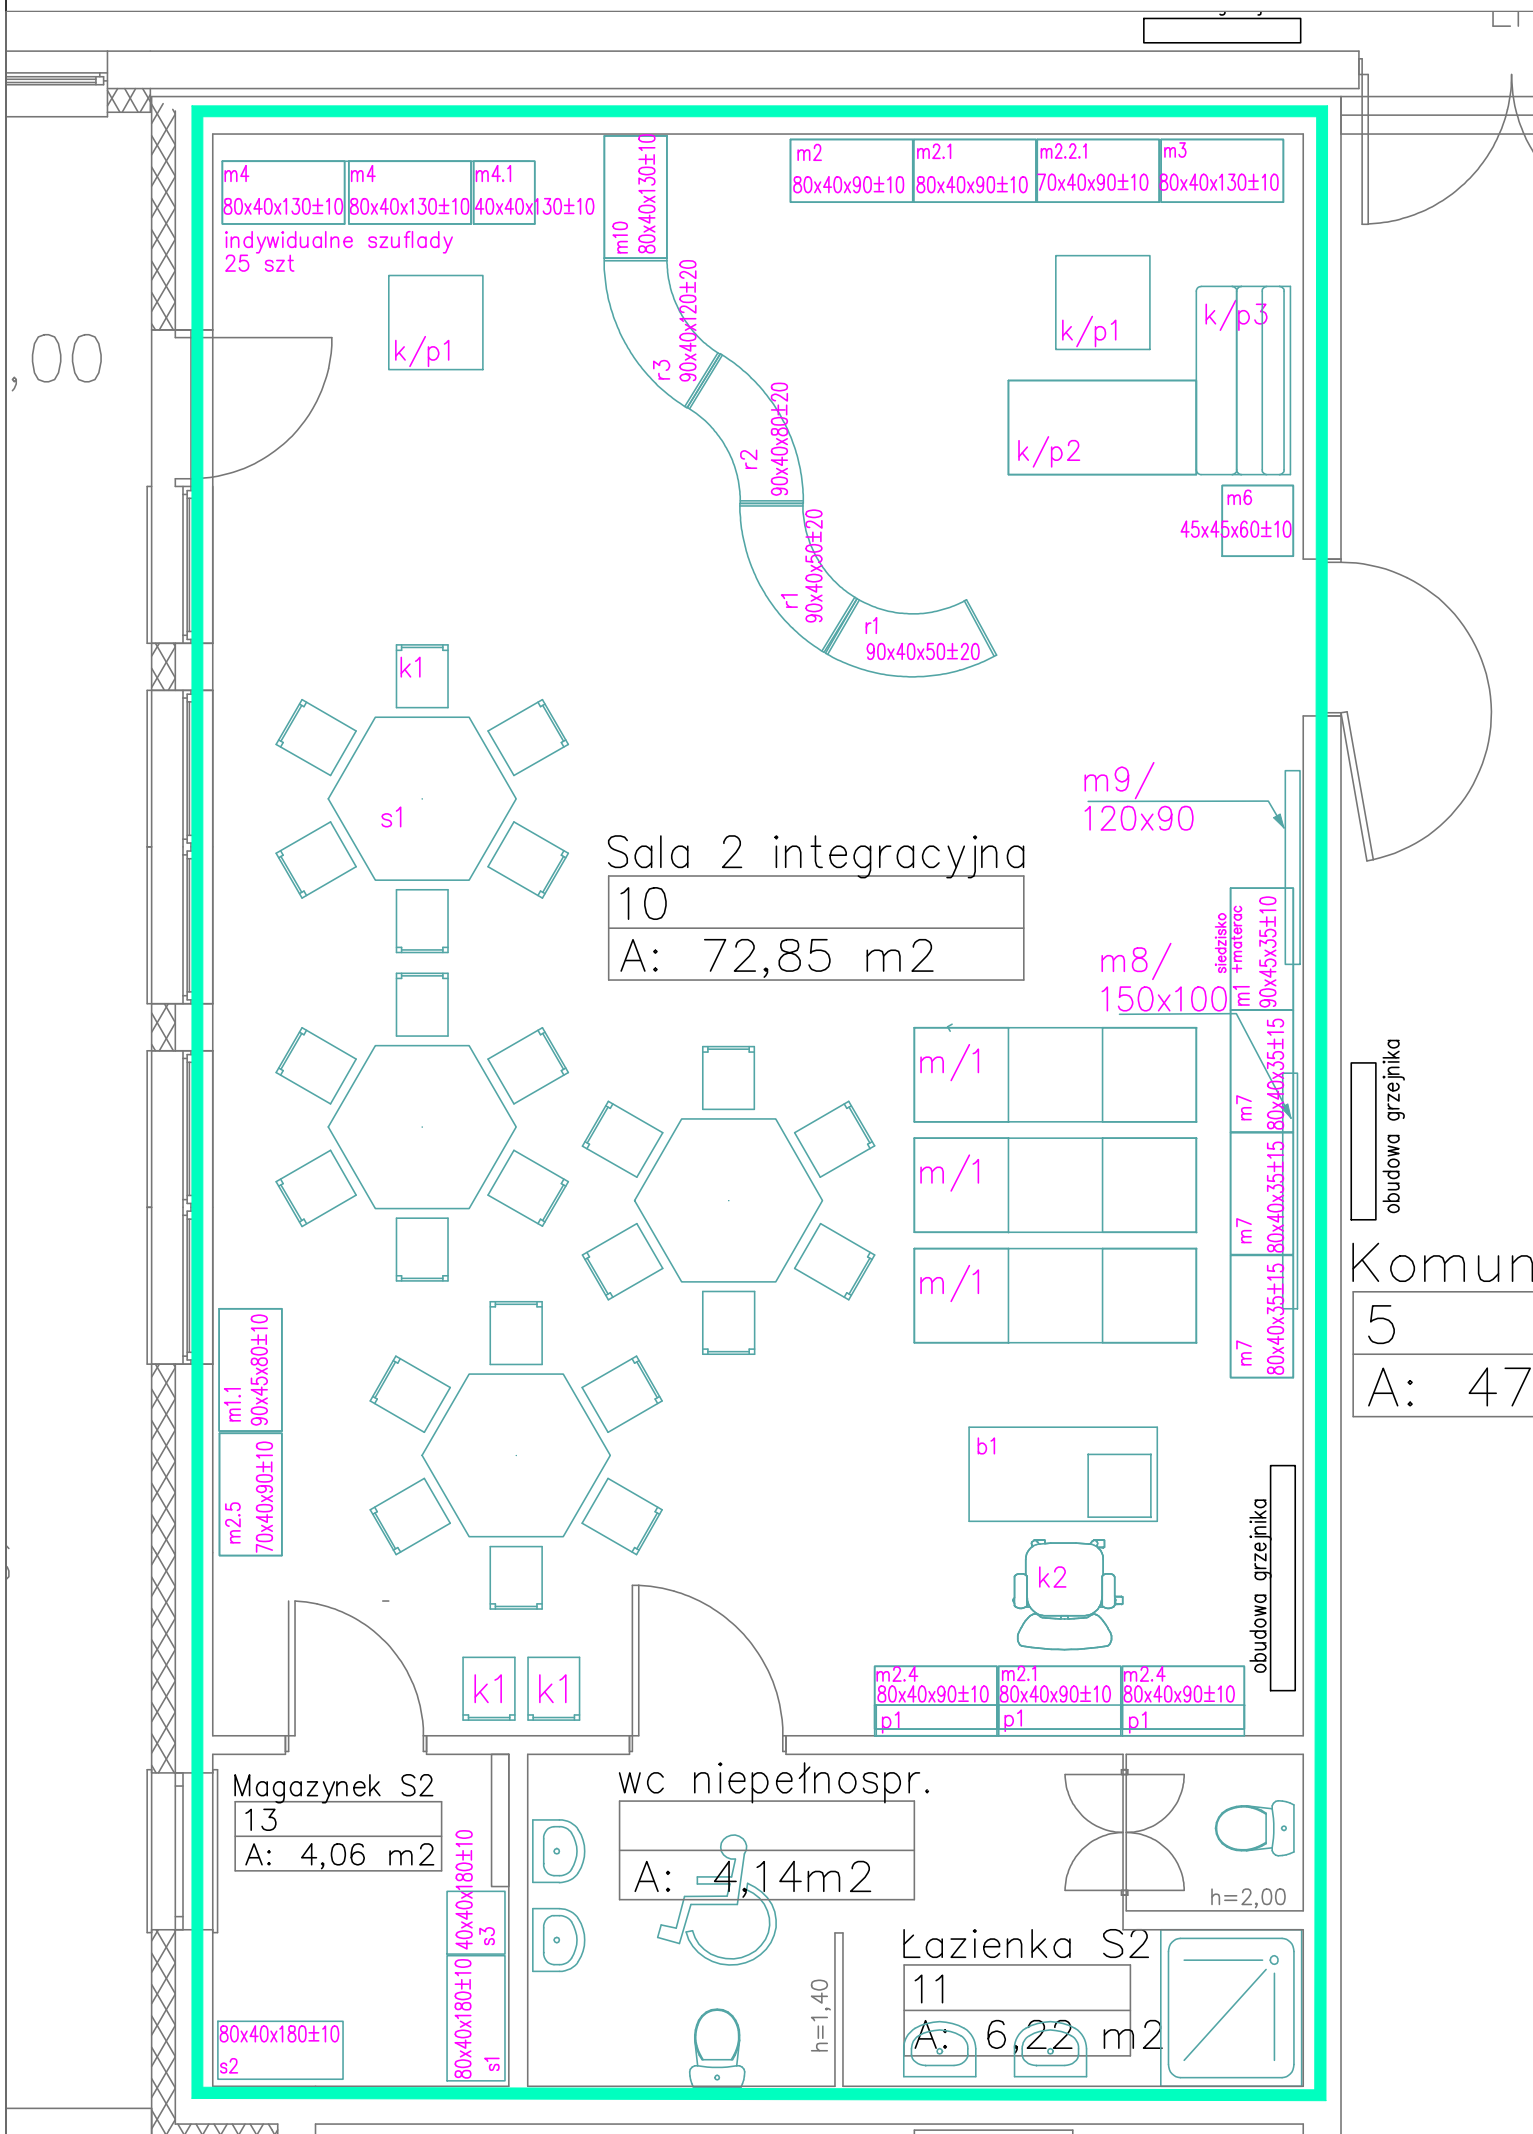 m4
80x40x130±10
m4
80x40x130±10
m4.1
40x40x130±10
indywidualne szuflady
25 szt
m10
80x40x130±10
m2
80x40x90±10
m2.1
80x40x90±10
m2.2.1
70x40x90±10
m3
80x40x130±10
k/p1
r3
90x40x120±20
k/p1
k/p3
k/p2
r2
90x40x80±20
m6
45x45x60±10
r1
90x40x50±20
r1
90x40x50±20
k1
s1
m9/
120x90
Sala 2 integracyjna
10
A: 72,85 m2
siedzisko
m1 +materac
90x45x35±10
m8/
150x100
m/1
m7
80x40x35±15
m/1
m7
80x40x35±15
m/1
m7
80x40x35±15
obudowa grzejnika
Komun
5
A: 47
m1.1
90x45x80±10
m2.5
70x40x90±10
b1
k2
obudowa grzejnika
k1
k1
m2.4
80x40x90±10
p1
m2.1
80x40x90±10
p1
m2.4
80x40x90±10
p1
Magazynek S2
13
A: 4,06 m2
wc niepełnospr.
A: 4,14m2
h=2,00
40x40x180±10
s3
80x40x180±10
s1
80x40x180±10
s2
h=1,40
Łazienka S2
11
A: 6,22 m2